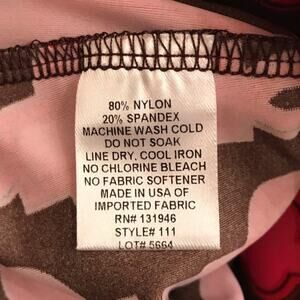 80% NYLON
20% SPANDEX
MACHINE WASH COLD
DO NOT SOAK
LINE DRY, COOL IRON
NO CHLORINE BLEACH
NO FABRIC SOFTENER
MADE IN USA OF
IMPORTED FABRIC
RN# 131946
STYLE# 111
LOT# 5664